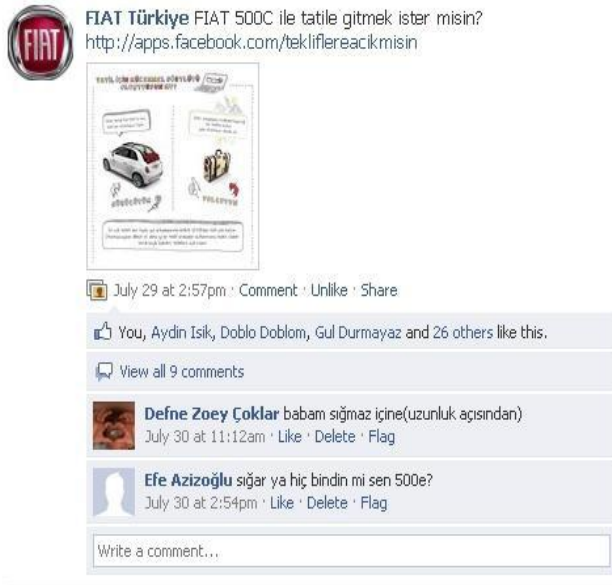 FIAT
FIAT Türkiye FIAT 500C ile tatile gitmek ister misin?
http://apps.facebook.com/tekliflereacikmisin
July 29 at 2:57pm · Comment · Unlike · Share
You, Aydin Isik, Doblo Doblom, Gul Durmayaz and 26 others like this.
View all 9 comments
Defne Zoey Çoklar babam sığmaz içine(uzunluk açısından)
July 30 at 11:12am · Like · Delete · Flag
Efe Azizoğlu sığar ya hiç bindin mi sen 500e?
July 30 at 2:54pm · Like · Delete · Flag
Write a comment...